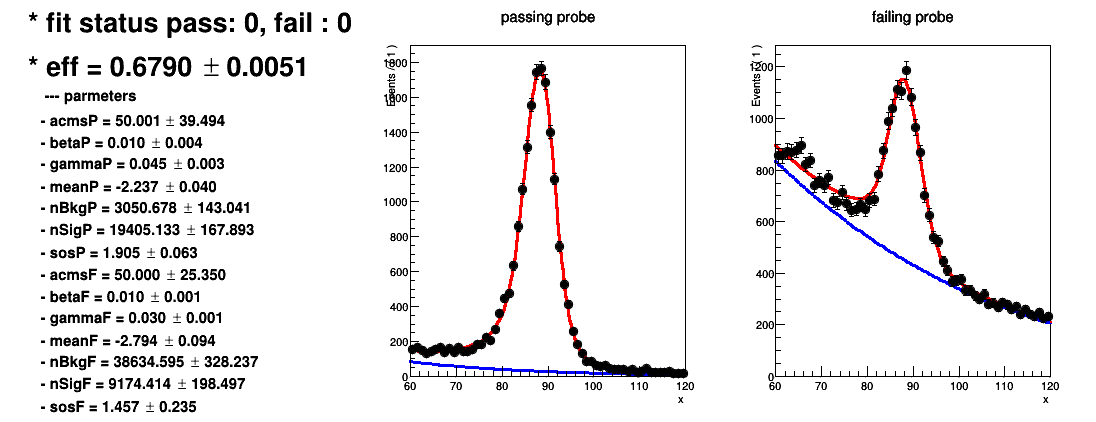 * fit status pass: 0, fail : 0
* eff = 0.6790 ± 0.0051
--- parmeters
- acmsP = 50.001 ± 39.494
- betaP = 0.010 ± 0.004
- gammaP = 0.045 ± 0.003
- meanP = -2.237 ± 0.040
- nBkgP = 3050.678 ± 143.041
- nSigP = 19405.133 ± 167.893
- sosP = 1.905 ± 0.063
- acmsF = 50.000 ± 25.350
- betaF = 0.010 ± 0.001
- gammaF = 0.030 ± 0.001
- meanF = -2.794 ± 0.094
- nBkgF = 38634.595 ± 328.237
- nSigF = 9174.414 ± 198.497
- sosF = 1.457 ± 0.235
passing probe
Events / ( 1 )
1800
1600
1400
1200
1000
800
600
400
200
0
60 70 80 90 100 110 120
x
failing probe
Events / ( 1 )
1200
1000
800
600
400
200
0
60 70 80 90 100 110 120
x